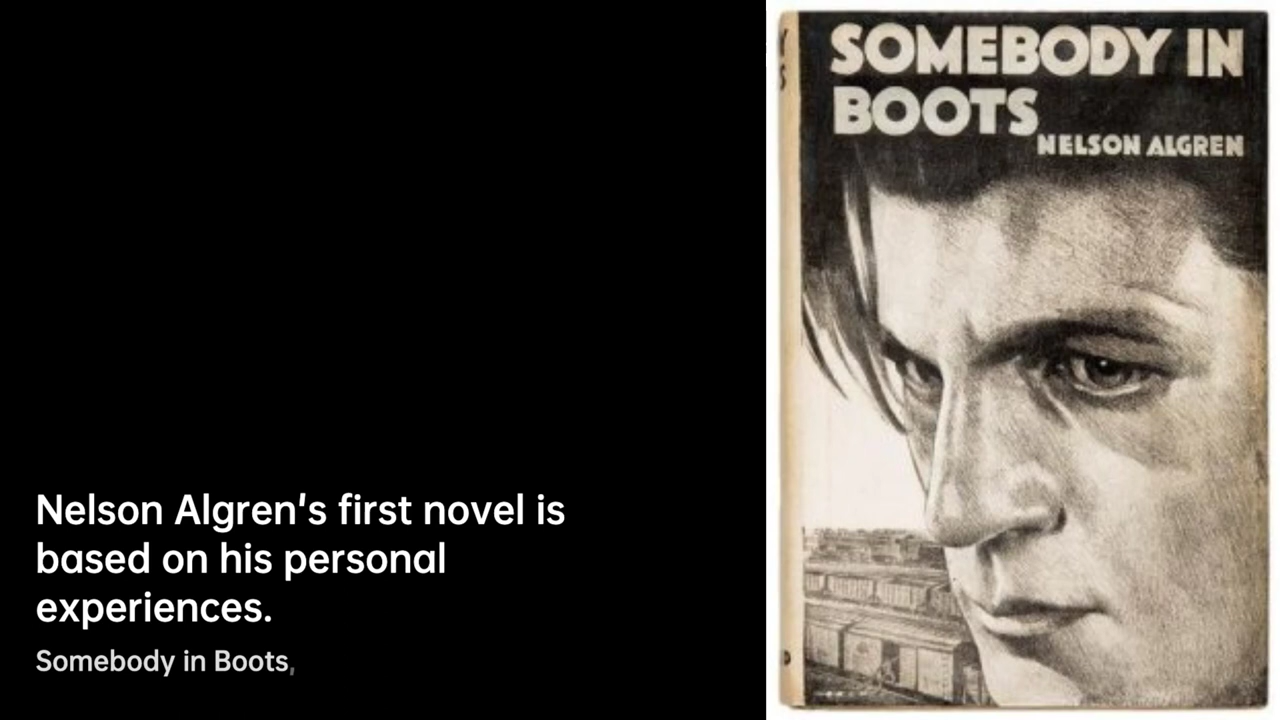 Nelson Algren's first novel is
based on his personal
experiences.
Somebody in Boots,
SOMEBODY IN
BOOTS
NELSON ALGREN